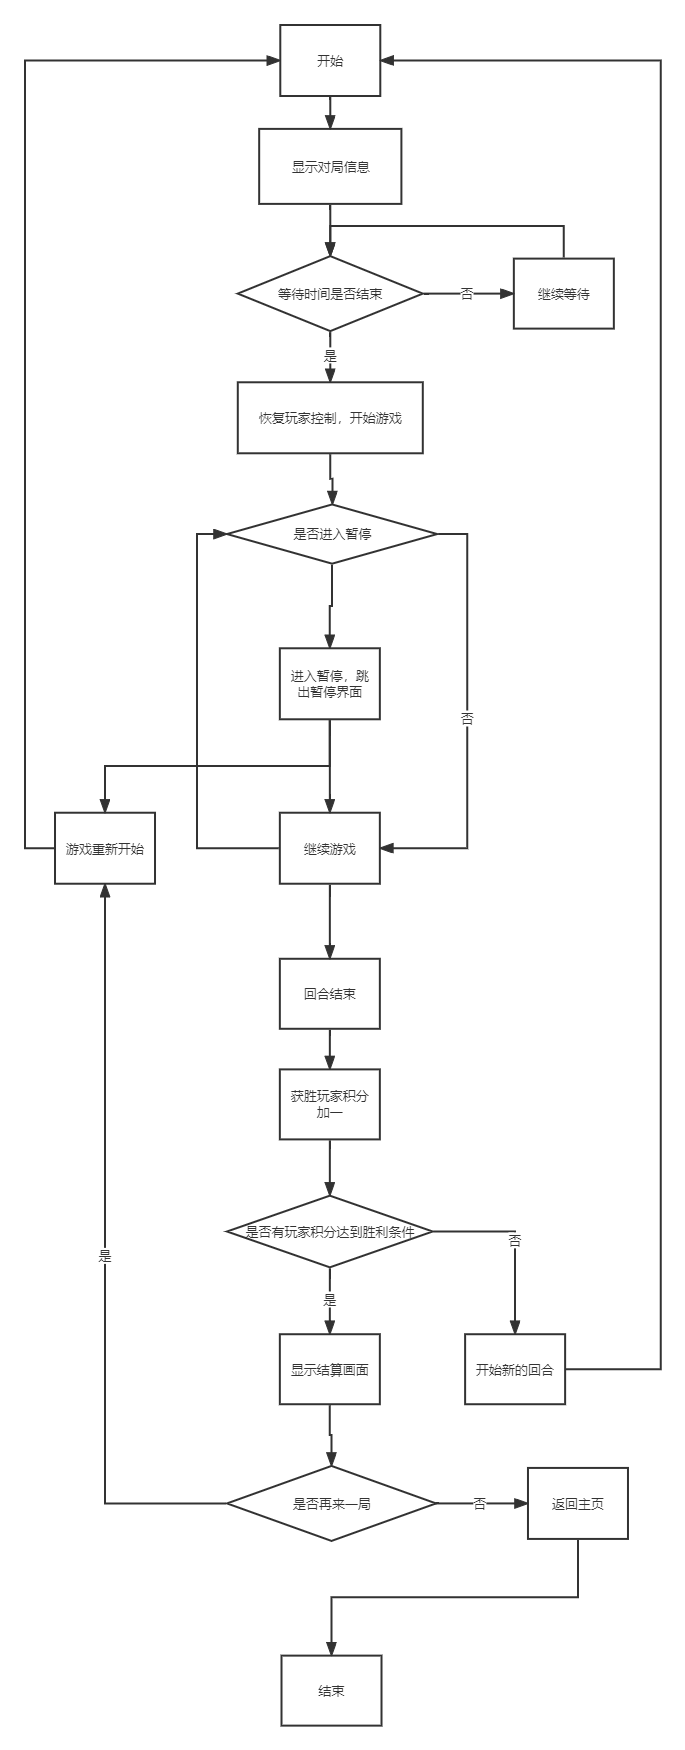 开始
显示对局信息
等待时间是否结束
否
继续等待
是
恢复玩家控制，开始游戏
是否进入暂停
进入暂停，跳
出暂停界面
否
游戏重新开始
继续游戏
回合结束
获胜玩家积分
加一
是否有玩家积分达到胜利条件
否
是
是
显示结算画面
开始新的回合
是否再来一局
否
返回主页
结束